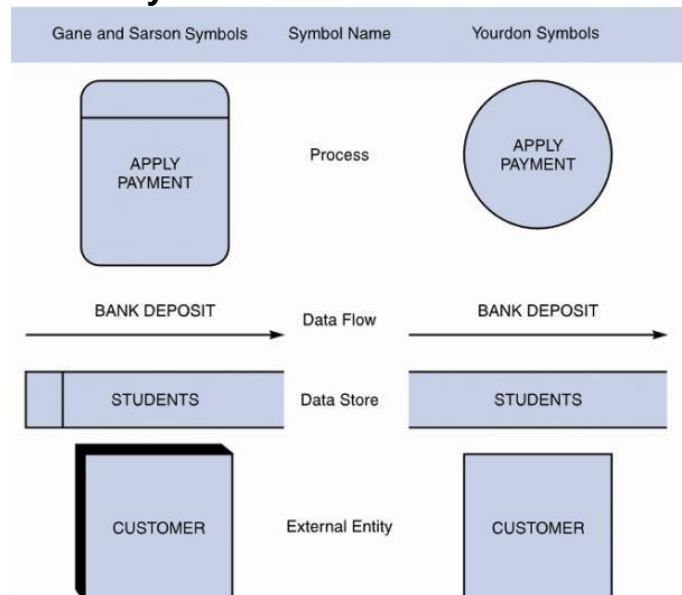 Gane and Sarson Symbols Symbol Name Yourdon Symbols
APPLY
PAYMENT
Process
APPLY
PAYMENT
BANK DEPOSIT
Data Flow
BANK DEPOSIT
STUDENTS
Data Store
STUDENTS
CUSTOMER
External Entity
CUSTOMER